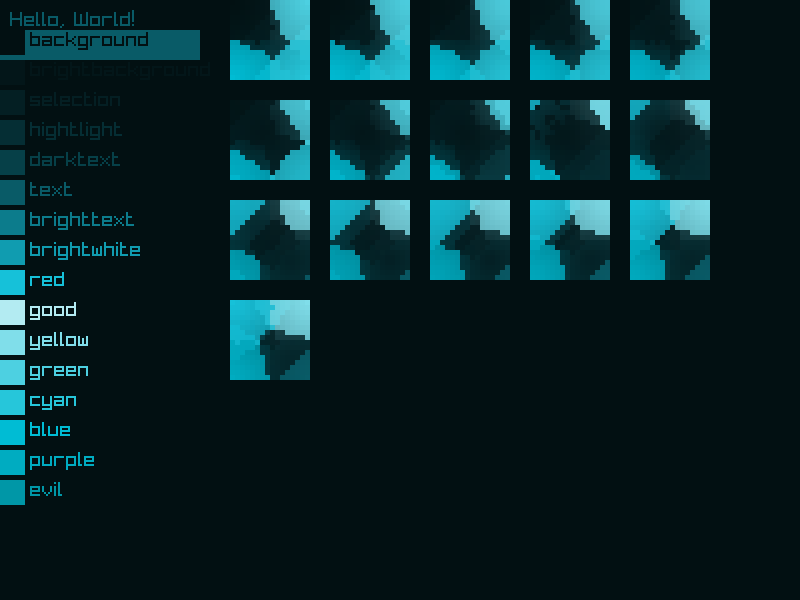 Hello, World!
background
brightbackground
selection
hightlight
darktext
text
brighttext
brightwhite
red
good
yellow
green
cyan
blue
purple
evil